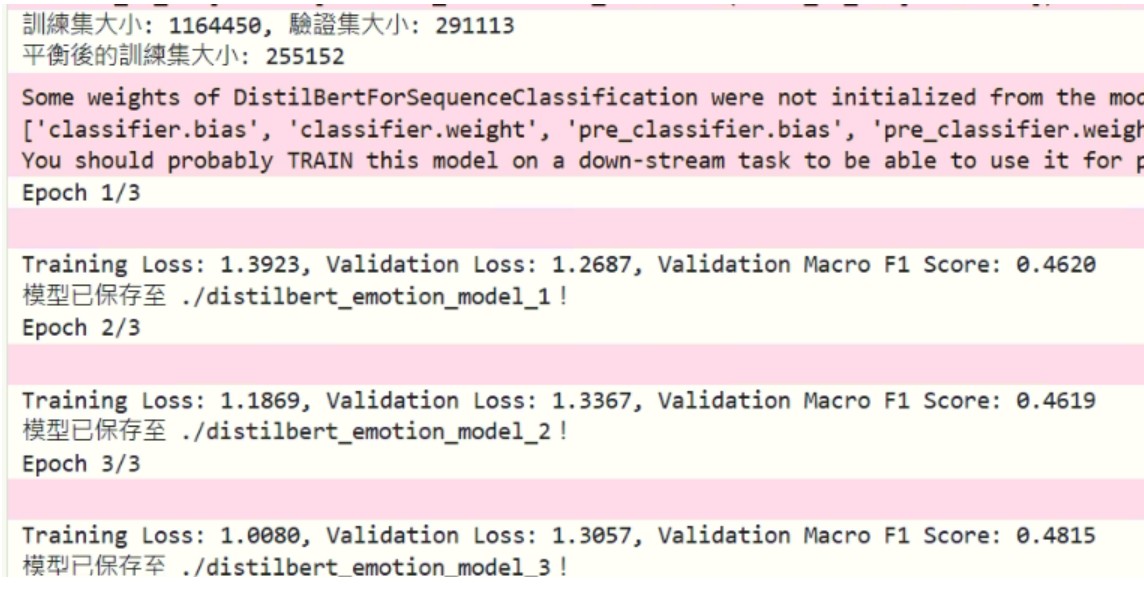 訓練集大小: 1164450, 驗證集大小: 291113
平衡後的訓練集大小: 255152
Some weights of DistilBertForSequenceClassification were not initialized from the
['classifier.bias', 'classifier.weight', 'pre_classifier.bias',
You should probably TRAIN this model on a down-stream task to be able to use it for
Epoch 1/3
Training Loss: 1.3923, Validation Loss: 1.2687, Validation Macro F1 Score: 0.4620
模型已保存至 ./distilbert_emotion_model_1!
Epoch 2/3
Training Loss: 1.1869, Validation Loss: 1.3367, Validation Macro F1 Score: 0.4619
模型已保存至 ./distilbert_emotion_model_2!
Epoch 3/3
Training Loss: 1.0080, Validation Loss: 1.3057, Validation Macro F1 Score: 0.4815
模型已保存至 ./distilbert_emotion_model_3!